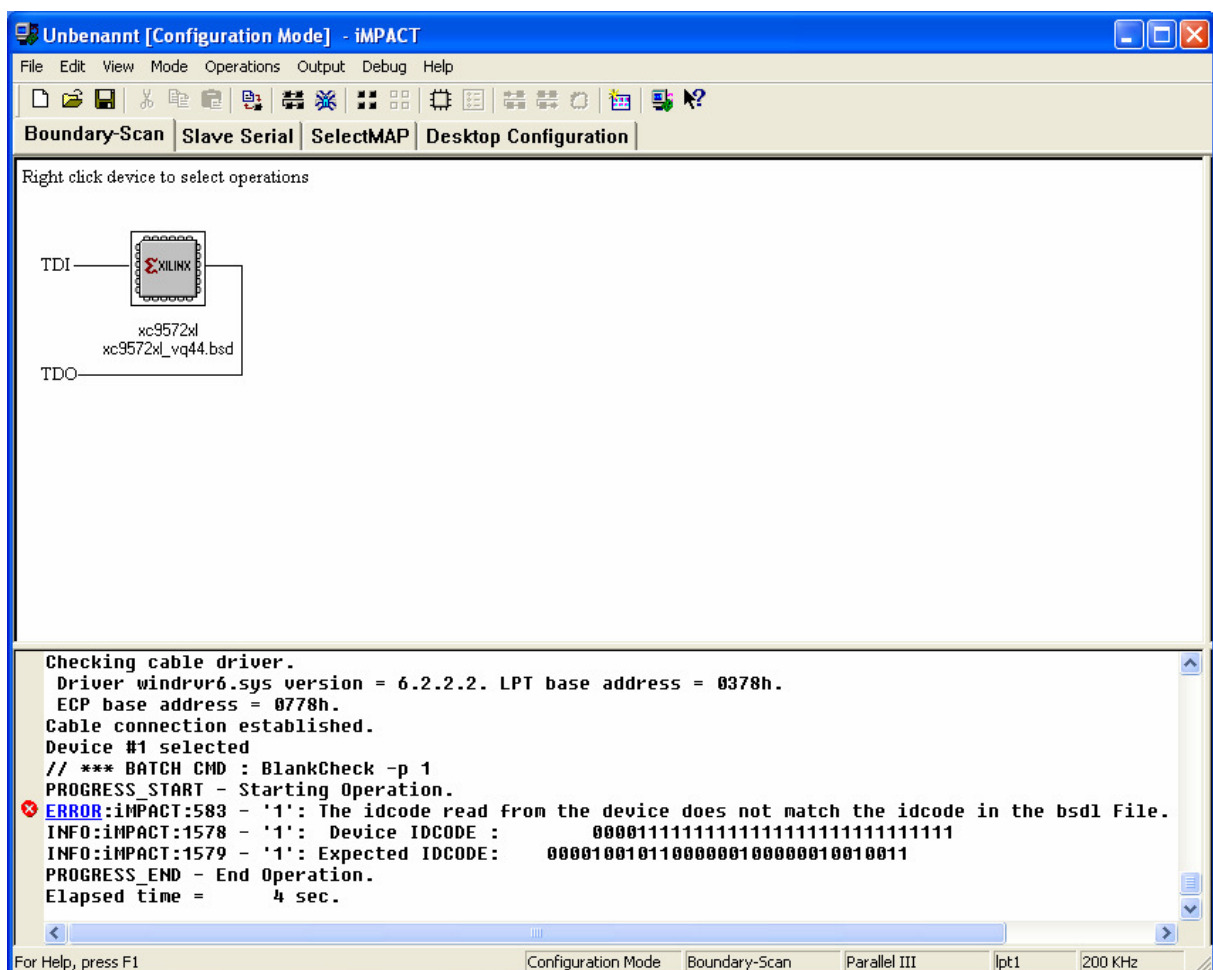 Unbenannt [Configuration Mode] - iMPACT
File Edit View Mode Operations Output Debug Help
Boundary-Scan Slave Serial SelectMAP Desktop Configuration
Right click device to select operations
TDI
ΣXILINX
xc9572xl
xc9572xl_vq44.bsd
TDO
Checking cable driver.
Driver windrvr6.sys version = 6.2.2.2. LPT base address = 0378h.
ECP base address = 0778h.
Cable connection established.
Device #1 selected
// *** BATCH CMD : BlankCheck -p 1
PROGRESS_START - Starting Operation.
ERROR:iMPACT:583 - '1': The idcode read from the device does not match the idcode in the bsdl File.
INFO:iMPACT:1578 - '1': Device IDCODE : 00001111111111111111111111111111
INFO:iMPACT:1579 - '1': Expected IDCODE: 00001001011000000100000010010011
PROGRESS_END - End Operation.
Elapsed time = 4 sec.
For Help, press F1 Configuration Mode Boundary-Scan Parallel III lpt1 200 KHz